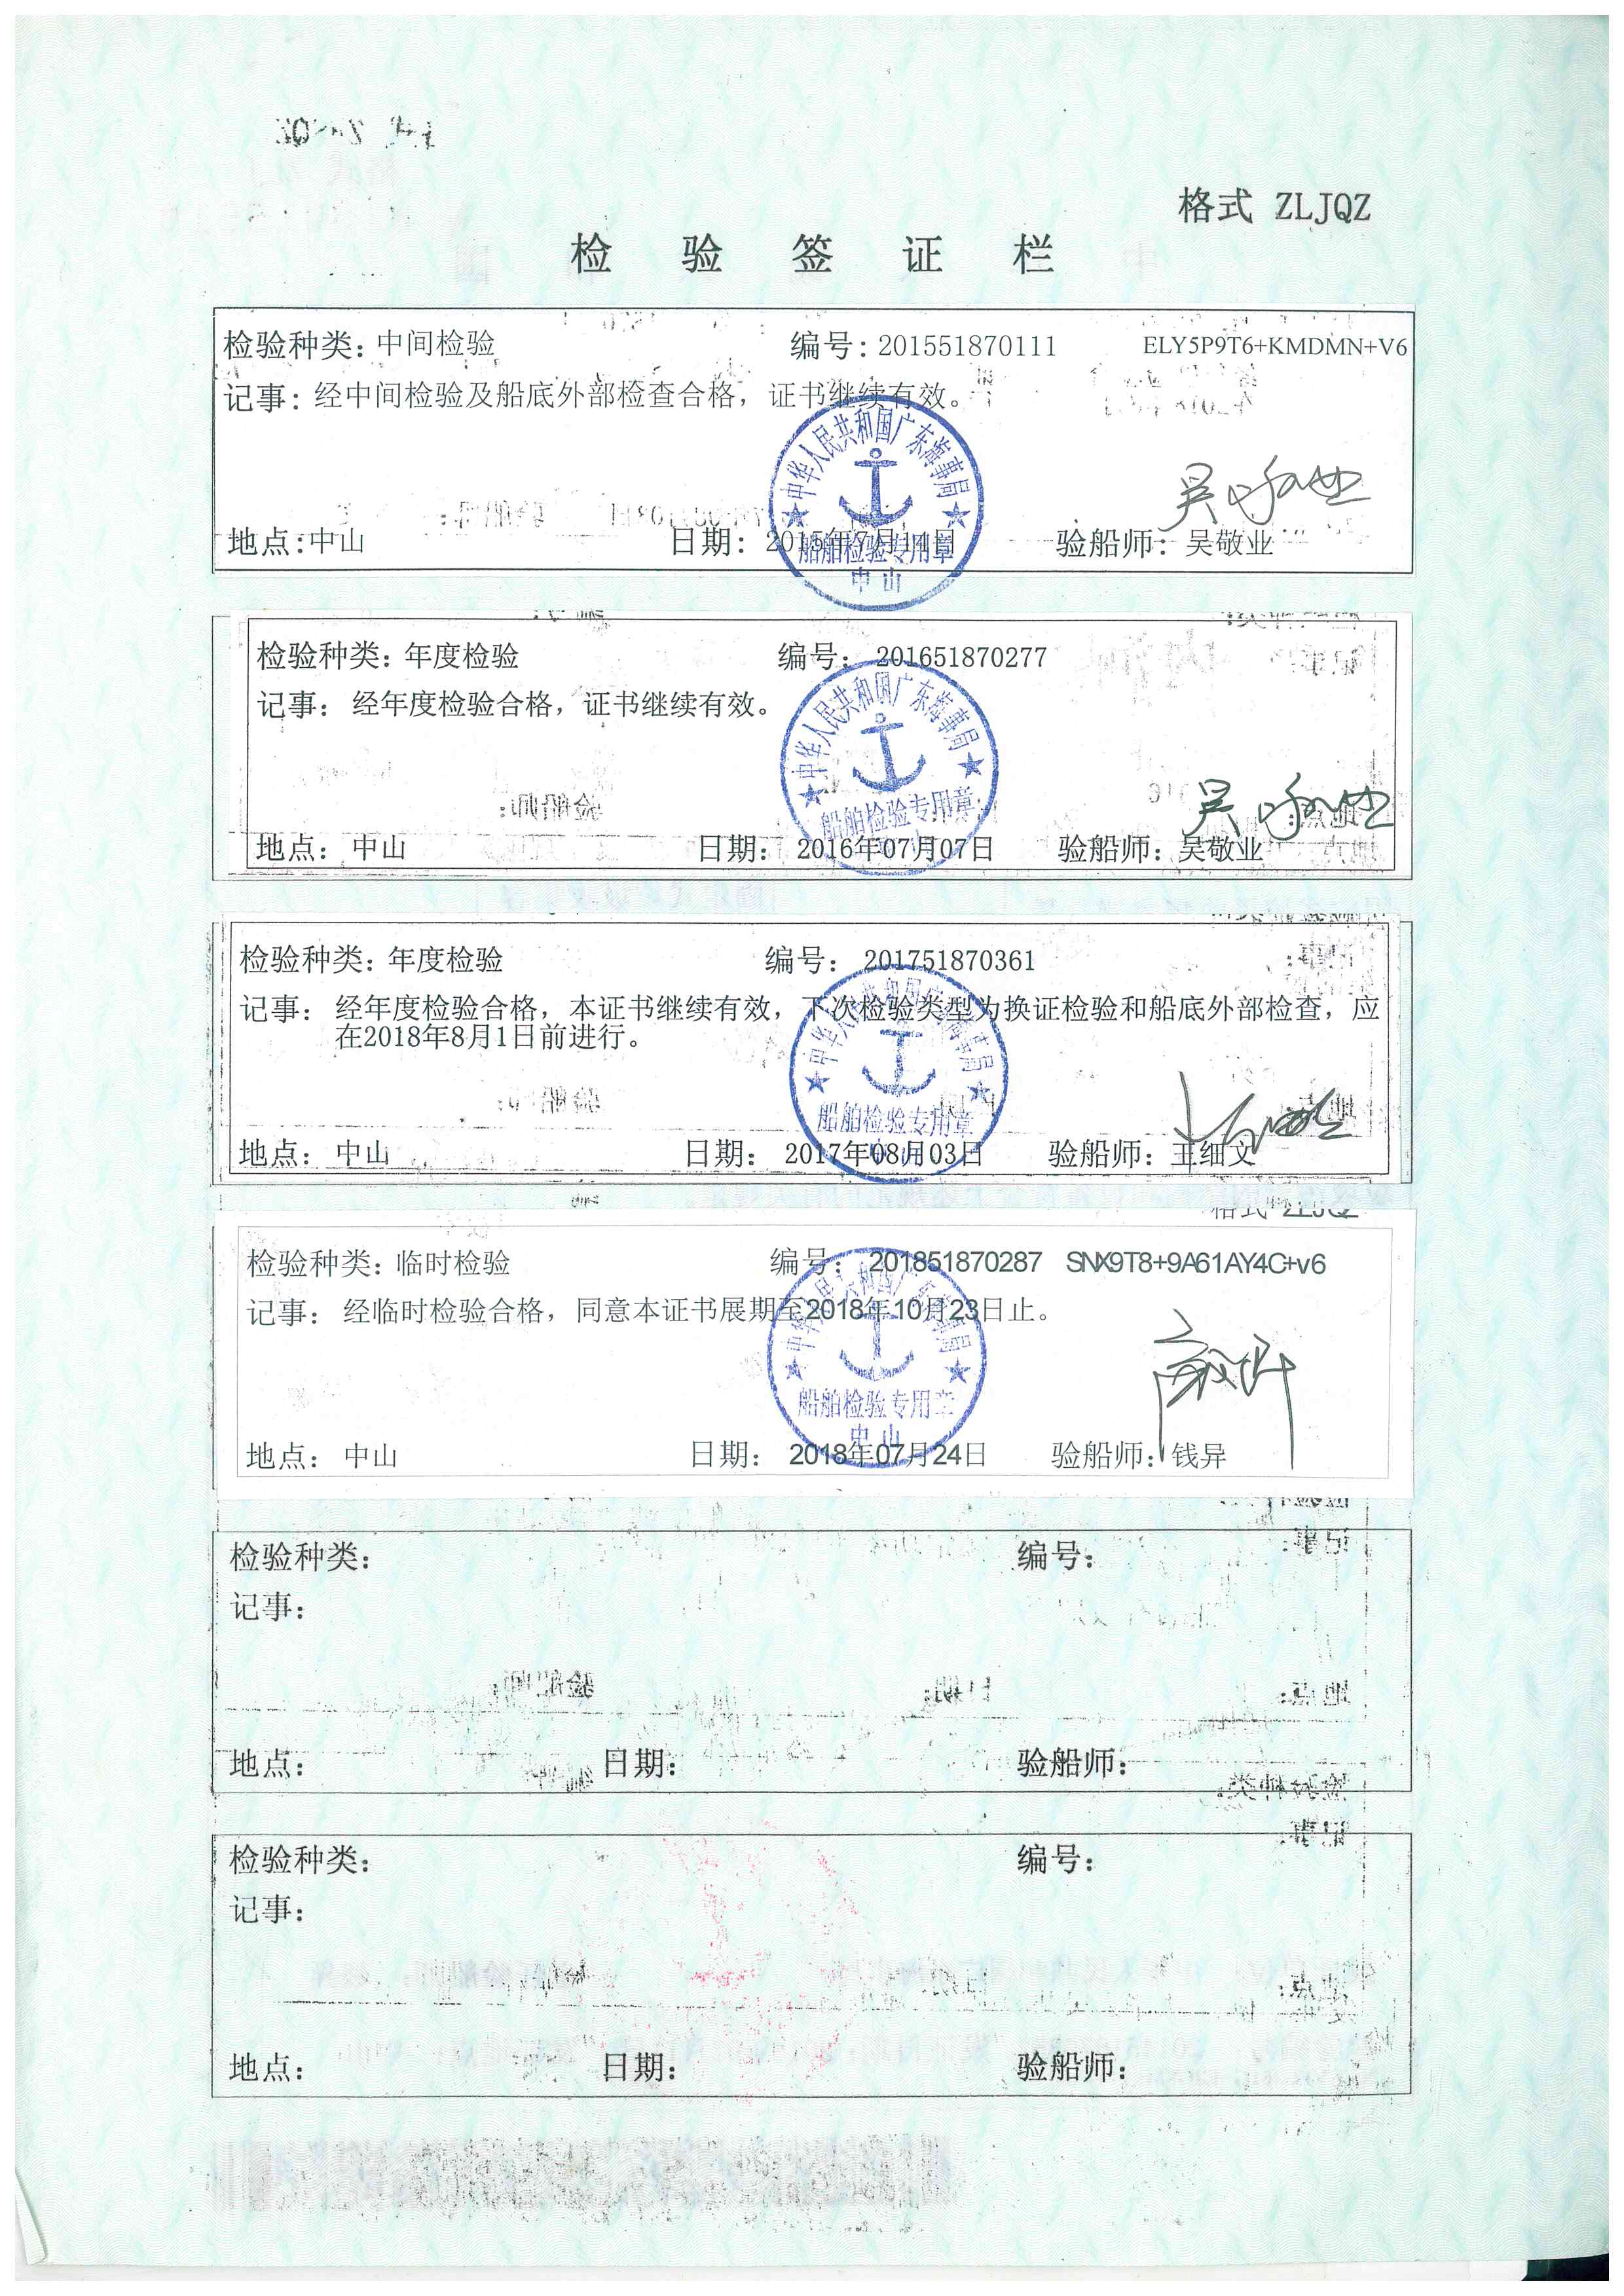 格式 ZLJQZ
检 验 签 证 栏
检验种类：中间检验 编号：201551870111 ELY5P9T6+KMDMN+V6
记事：经中间检验及船底外部检查合格，证书继续有效。
中华人民共和国广东海事局
船舶检验专用章
中山
地点：中山 日期：2015年7月14日 验船师：吴敬业
检验种类：年度检验 编号：201651870277
记事：经年度检验合格，证书继续有效。
中华人民共和国广东海事局
船舶检验专用章
地点：中山 日期：2016年07月07日 验船师：吴敬业
检验种类：年度检验 编号：201751870361
记事：经年度检验合格，本证书继续有效，下次检验类型为换证检验和船底外部检查，应
在2018年8月1日前进行。
中华人民共和国广东海事局
船舶检验专用章
地点：中山 日期：2017年08月03日 验船师：王细文
检验种类：临时检验 编号：201851870287 SNX9T8+9A61AY4C+v6
记事：经临时检验合格，同意本证书展期至2018年10月23日止。
中华人民共和国广东海事局
船舶检验专用章
中山
地点：中山 日期：2018年07月24日 验船师：钱异
检验种类： 编号：
记事：
地点： 日期： 验船师：
检验种类： 编号：
记事：
地点： 日期： 验船师：